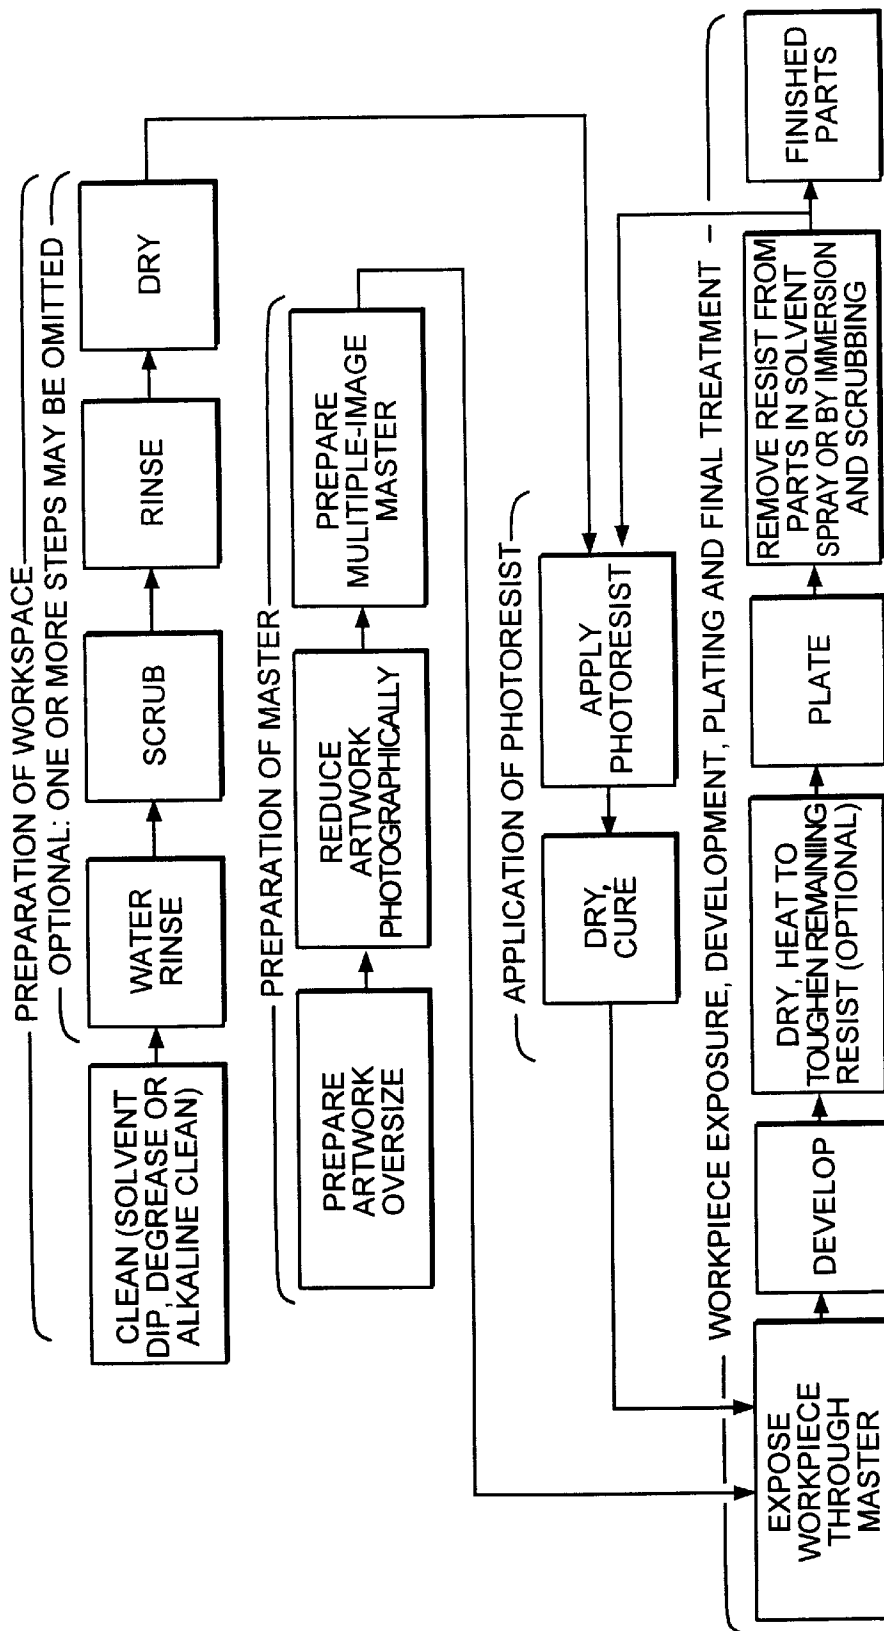 PREPARATION OF WORKSPACE
OPTIONAL: ONE OR MORE STEPS MAY BE OMITTED
CLEAN (SOLVENT
DIP, DEGREASE OR
ALKALINE CLEAN)
WATER
RINSE
SCRUB
RINSE
DRY
PREPARATION OF MASTER
PREPARE
ARTWORK
OVERSIZE
REDUCE
ARTWORK
PHOTOGRAPHICALLY
PREPARE
MULITIPLE-IMAGE
MASTER
APPLICATION OF PHOTORESIST
DRY,
CURE
APPLY
PHOTORESIST
WORKPIECE EXPOSURE, DEVELOPMENT, PLATING AND FINAL TREATMENT
EXPOSE
WORKPIECE
THROUGH
MASTER
DEVELOP
DRY, HEAT TO
TOUGHEN REMAINIING
RESIST (OPTIONAL)
PLATE
REMOVE RESIST FROM
PARTS IN SOLVENT
SPRAY OR BY IMMERSION
AND SCRUBBING
FINISHED
PARTS